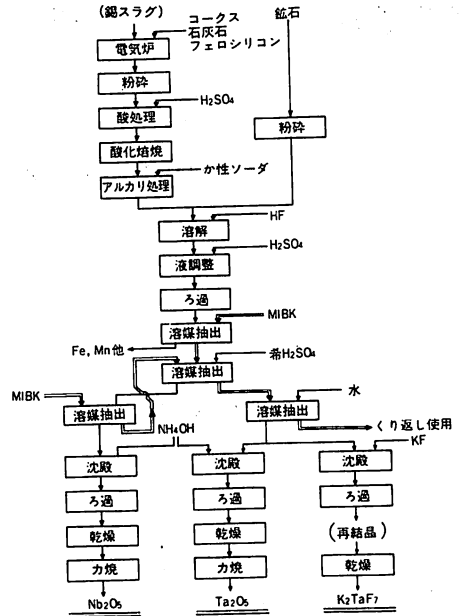 (錫スラグ)
コークス
石灰石
フェロシリコン
鉱石
電気炉
粉砕
H₂SO₄
酸処理
粉砕
酸化焙焼
か性ソーダ
アルカリ処理
HF
溶解
H₂SO₄
液調整
ろ過
MIBK
溶媒抽出
Fe, Mn他
希H₂SO₄
溶媒抽出
MIBK
水
溶媒抽出
溶媒抽出
くり返し使用
NH₄OH
KF
沈殿
沈殿
沈殿
ろ過
ろ過
ろ過
乾燥
乾燥
(再結晶)
力焼
力焼
乾燥
Nb₂O₅
Ta₂O₅
K₂TaF₇